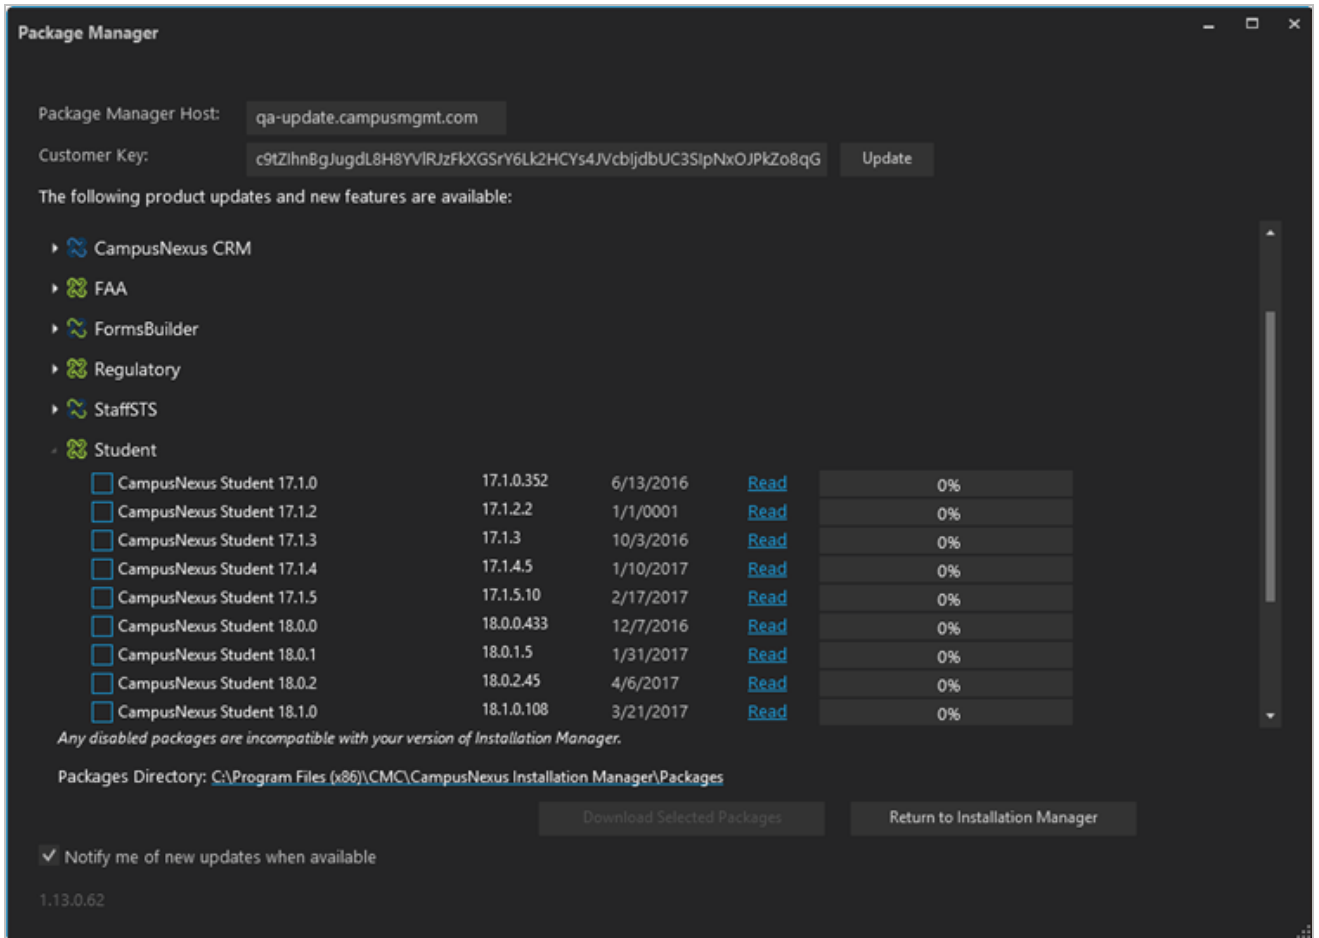 Package Manager
Package Manager Host: qa-update.campusmgmt.com
Customer Key: c9tZIhnBgJugdL8H8YVlRJzFkXGSrY6Lk2HCYs4JVcbIjdbUC3SIpNxOJPkZo8qG Update
The following product updates and new features are available:
CampusNexus CRM
FAA
FormsBuilder
Regulatory
StaffSTS
Student
CampusNexus Student 17.1.0 17.1.0.352 6/13/2016 Read 0%
CampusNexus Student 17.1.2 17.1.2.2 1/1/0001 Read 0%
CampusNexus Student 17.1.3 17.1.3 10/3/2016 Read 0%
CampusNexus Student 17.1.4 17.1.4.5 1/10/2017 Read 0%
CampusNexus Student 17.1.5 17.1.5.10 2/17/2017 Read 0%
CampusNexus Student 18.0.0 18.0.0.433 12/7/2016 Read 0%
CampusNexus Student 18.0.1 18.0.1.5 1/31/2017 Read 0%
CampusNexus Student 18.0.2 18.0.2.45 4/6/2017 Read 0%
CampusNexus Student 18.1.0 18.1.0.108 3/21/2017 Read 0%
Any disabled packages are incompatible with your version of Installation Manager.
Packages Directory: C:\Program Files (x86)\CMC\CampusNexus Installation Manager\Packages
Download Selected Packages Return to Installation Manager
Notify me of new updates when available
1.13.0.62